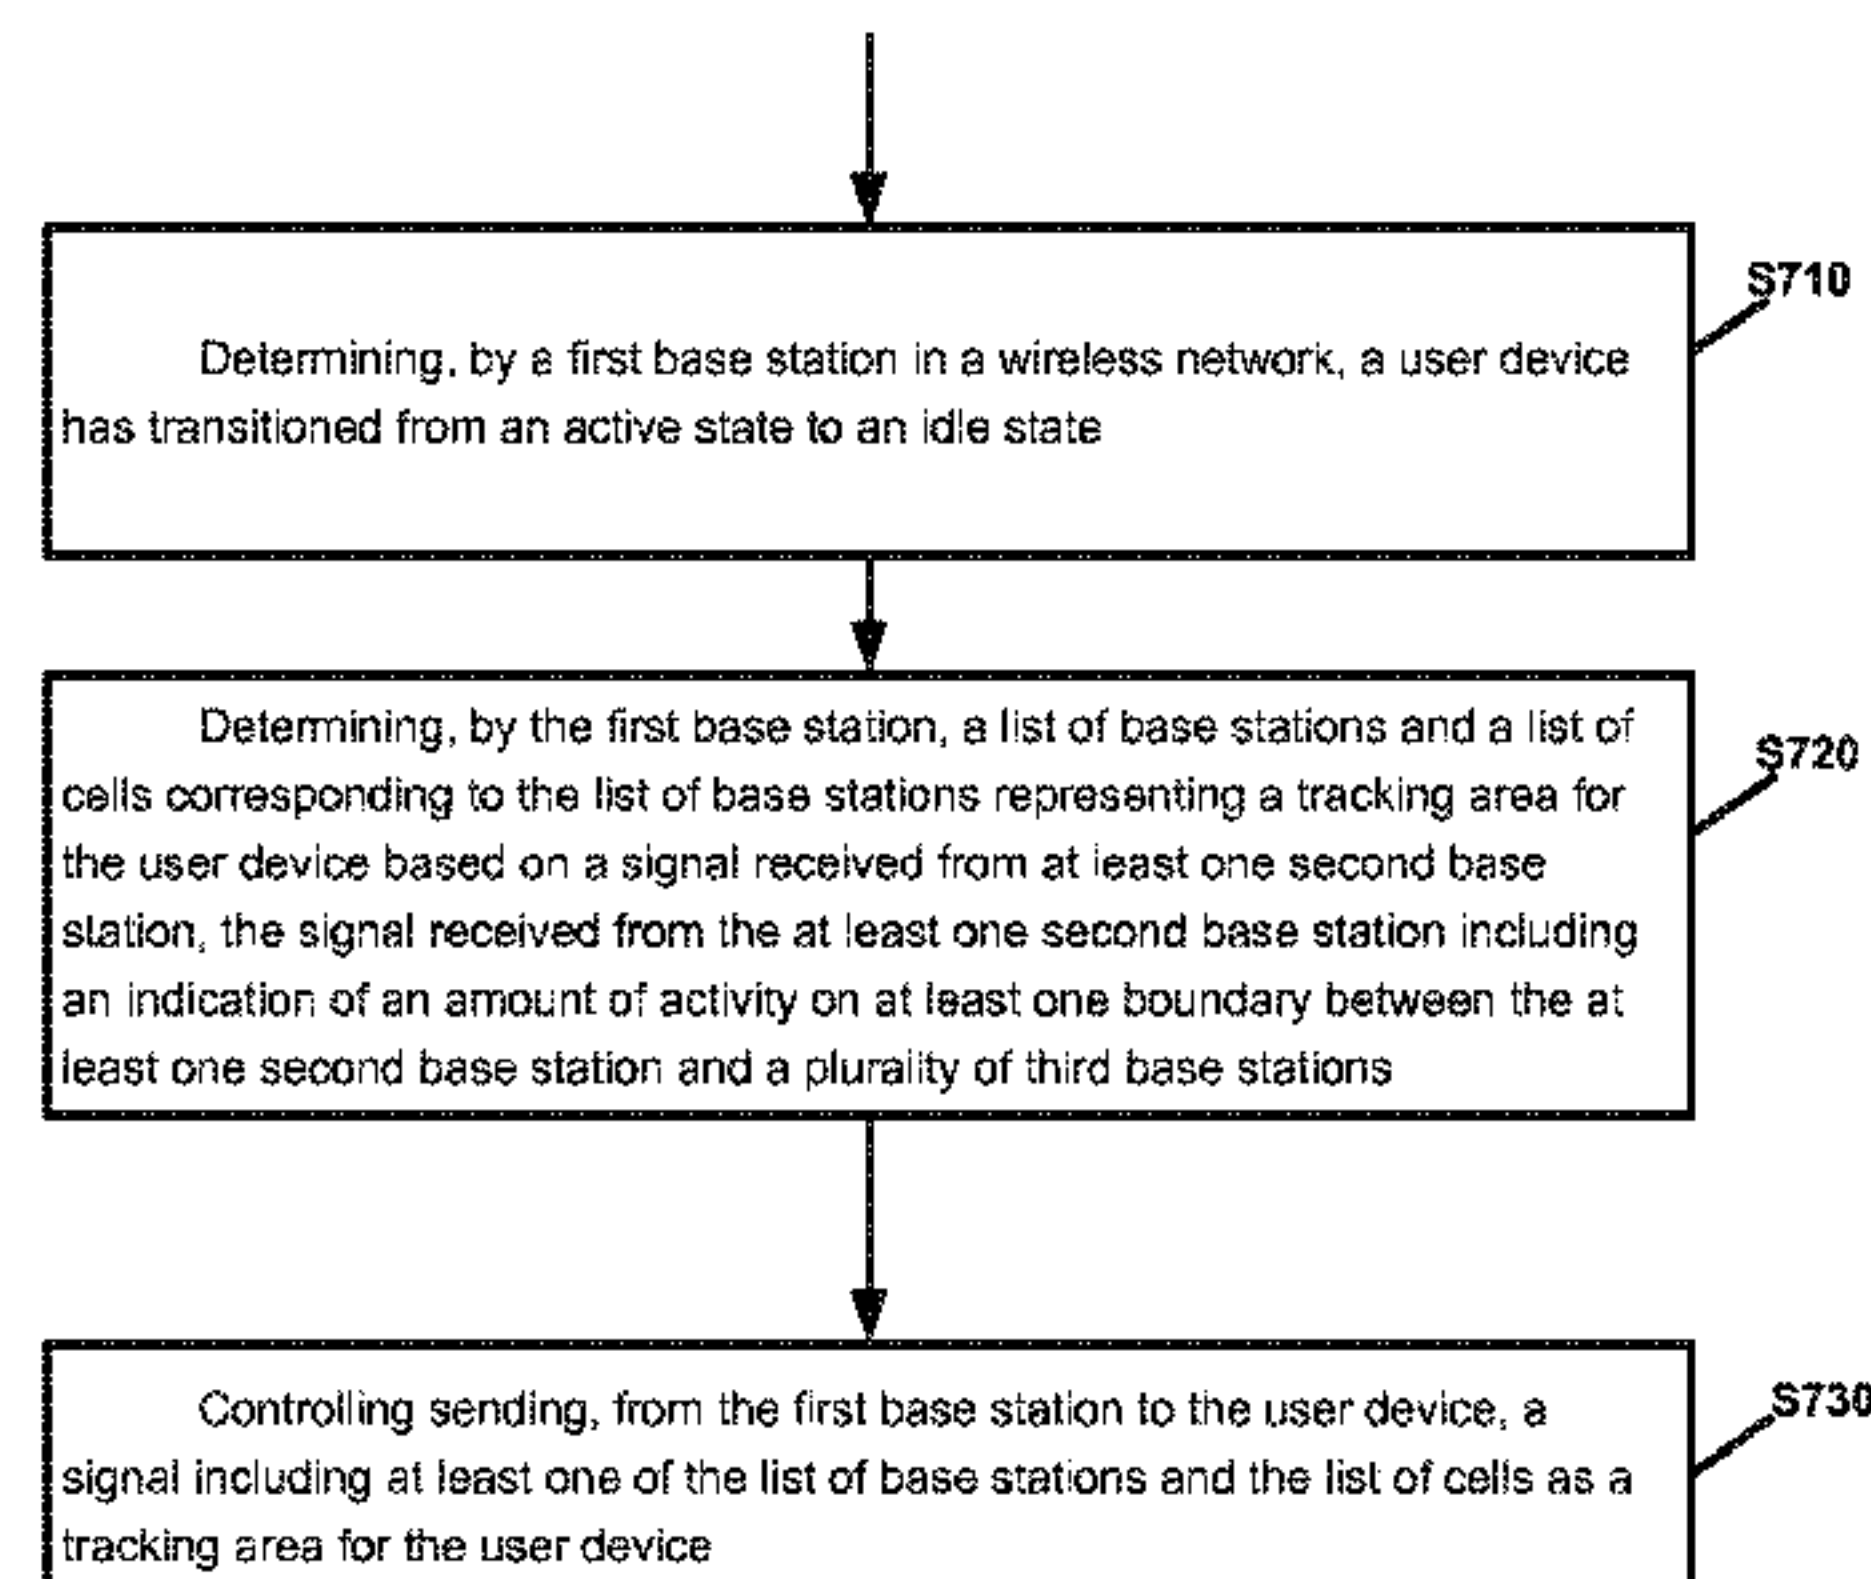 S710
Determining, by a first base station in a wireless network, a user device
has transitioned from an active state to an idle state
S720
Determining, by the first base station, a list of base stations and a list of
cells corresponding to the list of base stations representing a tracking area for
the user device based on a signal received from at least one second base
station, the signal received from the at least one second base station including
an indication of an amount of activity on at least one boundary between the at
least one second base station and a plurality of third base stations
S730
Controlling sending, from the first base station to the user device, a
signal including at least one of the list of base stations and the list of cells as a
tracking area for the user device